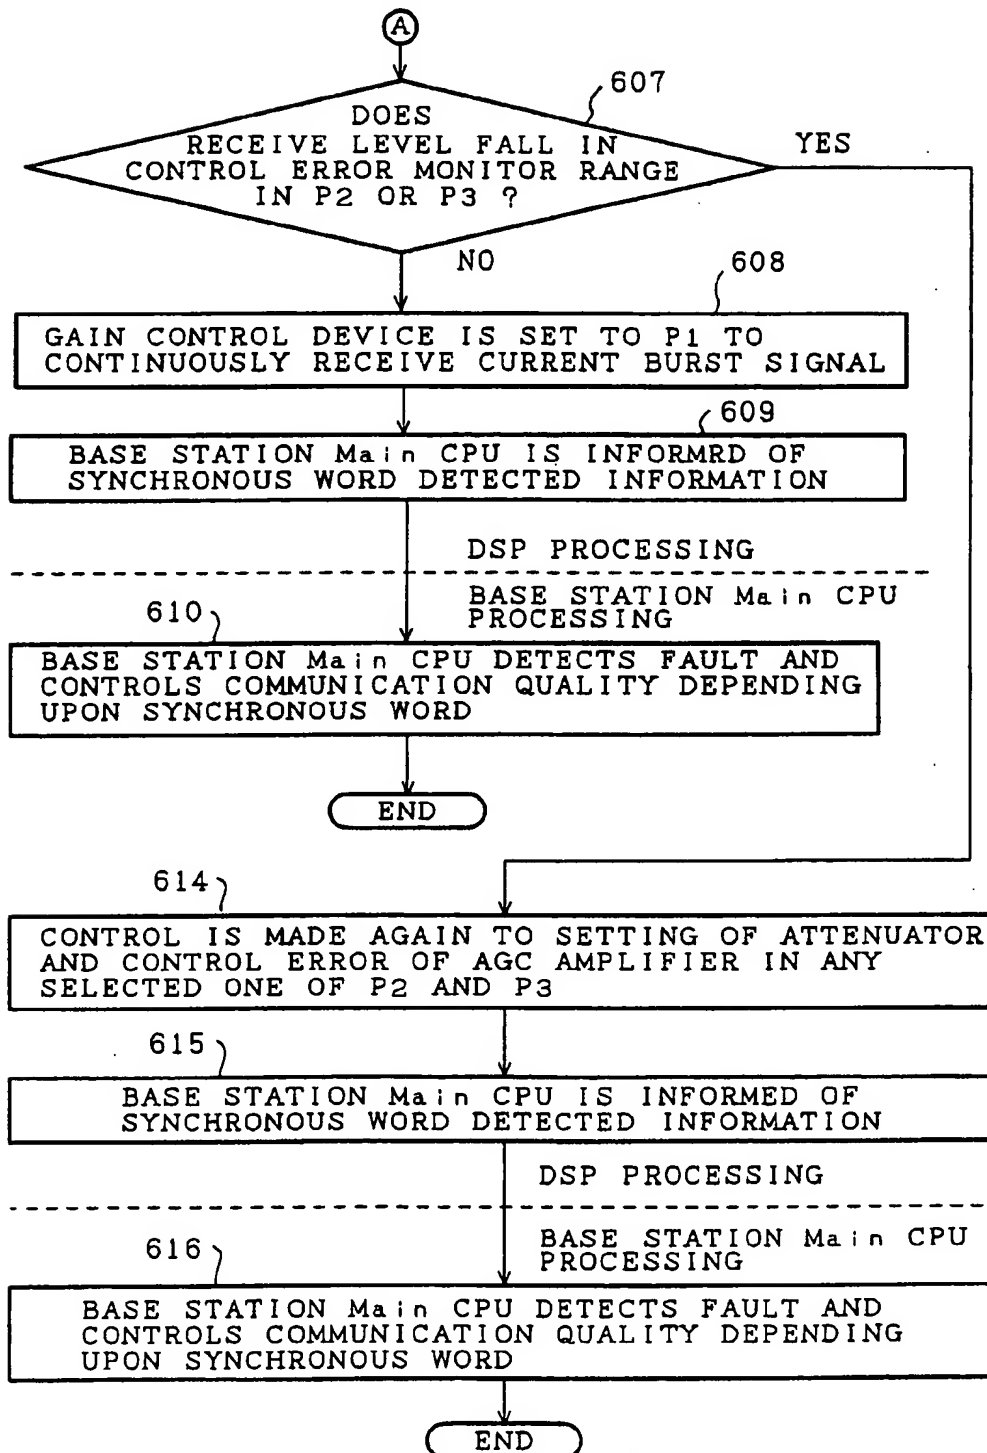 A
607
DOES
RECEIVE LEVEL FALL IN
CONTROL ERROR MONITOR RANGE
IN P2 OR P3 ?
YES
NO
608
GAIN CONTROL DEVICE IS SET TO P1 TO
CONTINUOUSLY RECEIVE CURRENT BURST SIGNAL
609
BASE STATION Main CPU IS INFORMRD OF
SYNCHRONOUS WORD DETECTED INFORMATION
DSP PROCESSING
BASE STATION Main CPU
PROCESSING
610
BASE STATION Main CPU DETECTS FAULT AND
CONTROLS COMMUNICATION QUALITY DEPENDING
UPON SYNCHRONOUS WORD
END
614
CONTROL IS MADE AGAIN TO SETTING OF ATTENUATOR
AND CONTROL ERROR OF AGC AMPLIFIER IN ANY
SELECTED ONE OF P2 AND P3
615
BASE STATION Main CPU IS INFORMED OF
SYNCHRONOUS WORD DETECTED INFORMATION
DSP PROCESSING
BASE STATION Main CPU
PROCESSING
616
BASE STATION Main CPU DETECTS FAULT AND
CONTROLS COMMUNICATION QUALITY DEPENDING
UPON SYNCHRONOUS WORD
END